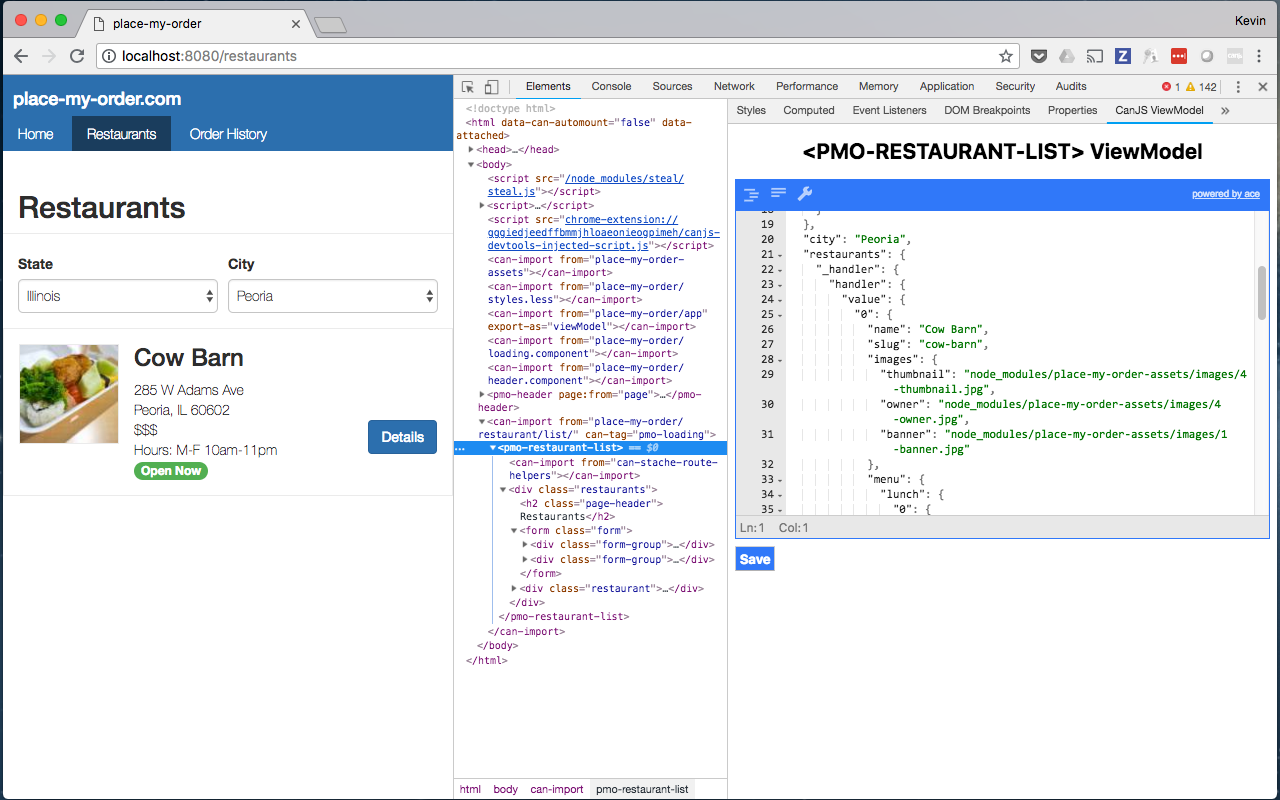 place-my-order
Kevin
localhost:8080/restaurants
place-my-order.com
Home
Restaurants
Order History
Restaurants
State
City
Illinois
Peoria
Cow Barn
285 W Adams Ave
Peoria, IL 60602
$$$
Hours: M-F 10am-11pm
Open Now
Details
Elements
Console
Sources
Network
Performance
Memory
Application
Security
Audits
1
142
<!doctype html>
<html data-can-automount="false" data-
attached>
<head>…</head>
<body>
<script src="/node_modules/steal/
steal.js"></script>
<script>…</script>
<script src="chrome-extension://
gggiedjeedffbmmjhloaeonieogpimeh/canjs-
devtools-injected-script.js"></script>
<can-import from="place-my-order-
assets"></can-import>
<can-import from="place-my-order/
styles.less"></can-import>
<can-import from="place-my-order/app"
export-as="viewModel"></can-import>
<can-import from="place-my-order/
loading.component"></can-import>
<can-import from="place-my-order/
header.component"></can-import>
<pmo-header page:from="page">…</pmo-
header>
<can-import from="place-my-order/
restaurant/list/" can-tag="pmo-loading">
… <pmo-restaurant-list> == $0
<can-import from="can-stache-route-
helpers"></can-import>
<div class="restaurants">
<h2 class="page-header">
Restaurants</h2>
<form class="form">
<div class="form-group">…</div>
<div class="form-group">…</div>
</form>
<div class="restaurant">…</div>
</div>
</pmo-restaurant-list>
</can-import>
</body>
</html>
html
body
can-import
pmo-restaurant-list
Styles
Computed
Event Listeners
DOM Breakpoints
Properties
CanJS ViewModel
»
<PMO-RESTAURANT-LIST> ViewModel
powered by ace
18 }
19 },
20 "city": "Peoria",
21 "restaurants": {
22 "_handler": {
23 "handler": {
24 "value": {
25 "0": {
26 "name": "Cow Barn",
27 "slug": "cow-barn",
28 "images": {
29 "thumbnail": "node_modules/place-my-order-assets/images/4
-thumbnail.jpg",
30 "owner": "node_modules/place-my-order-assets/images/4
-owner.jpg",
31 "banner": "node_modules/place-my-order-assets/images/1
-banner.jpg"
32 },
33 "menu": {
34 "lunch": {
35 "0": {
Ln:1 Col:1
Save